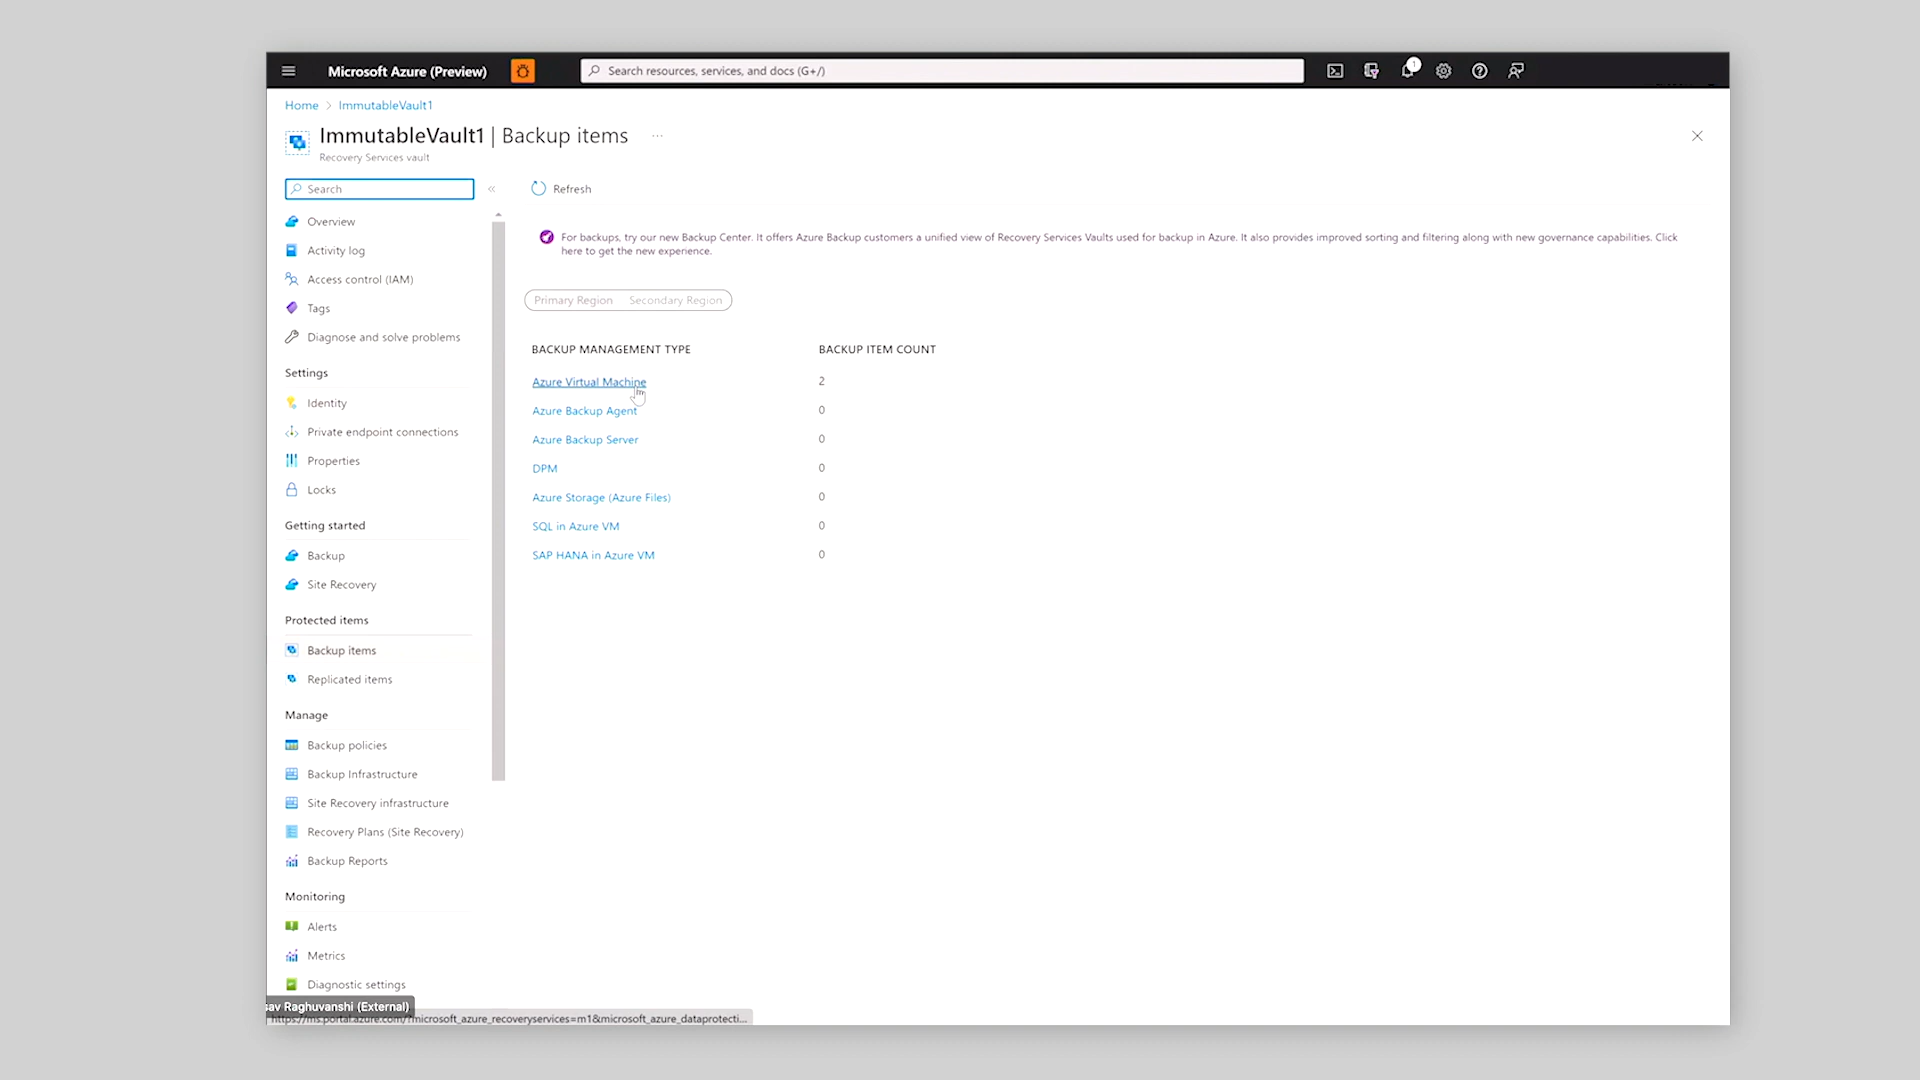 Microsoft Azure (Preview)
Search resources, services, and docs (G+/)
1
Home > ImmutableVault1
ImmutableVault1 | Backup items ...
Recovery Services vault
Search
«
Refresh
Overview
Activity log
Access control (IAM)
Tags
Diagnose and solve problems
Settings
Identity
Private endpoint connections
Properties
Locks
Getting started
Backup
Site Recovery
Protected items
Backup items
Replicated items
Manage
Backup policies
Backup Infrastructure
Site Recovery infrastructure
Recovery Plans (Site Recovery)
Backup Reports
Monitoring
Alerts
Metrics
Diagnostic settings
For backups, try our new Backup Center. It offers Azure Backup customers a unified view of Recovery Services Vaults used for backup in Azure. It also provides improved sorting and filtering along with new governance capabilities. Click
here to get the new experience.
Primary Region Secondary Region
BACKUP MANAGEMENT TYPE BACKUP ITEM COUNT
Azure Virtual Machine 2
Azure Backup Agent 0
Azure Backup Server 0
DPM 0
Azure Storage (Azure Files) 0
SQL in Azure VM 0
SAP HANA in Azure VM 0
Raghuvanshi (External)
https://ms.portal.azure.com/?microsoft_azure_recoveryservices=m1&microsoft_azure_dataprotecti...